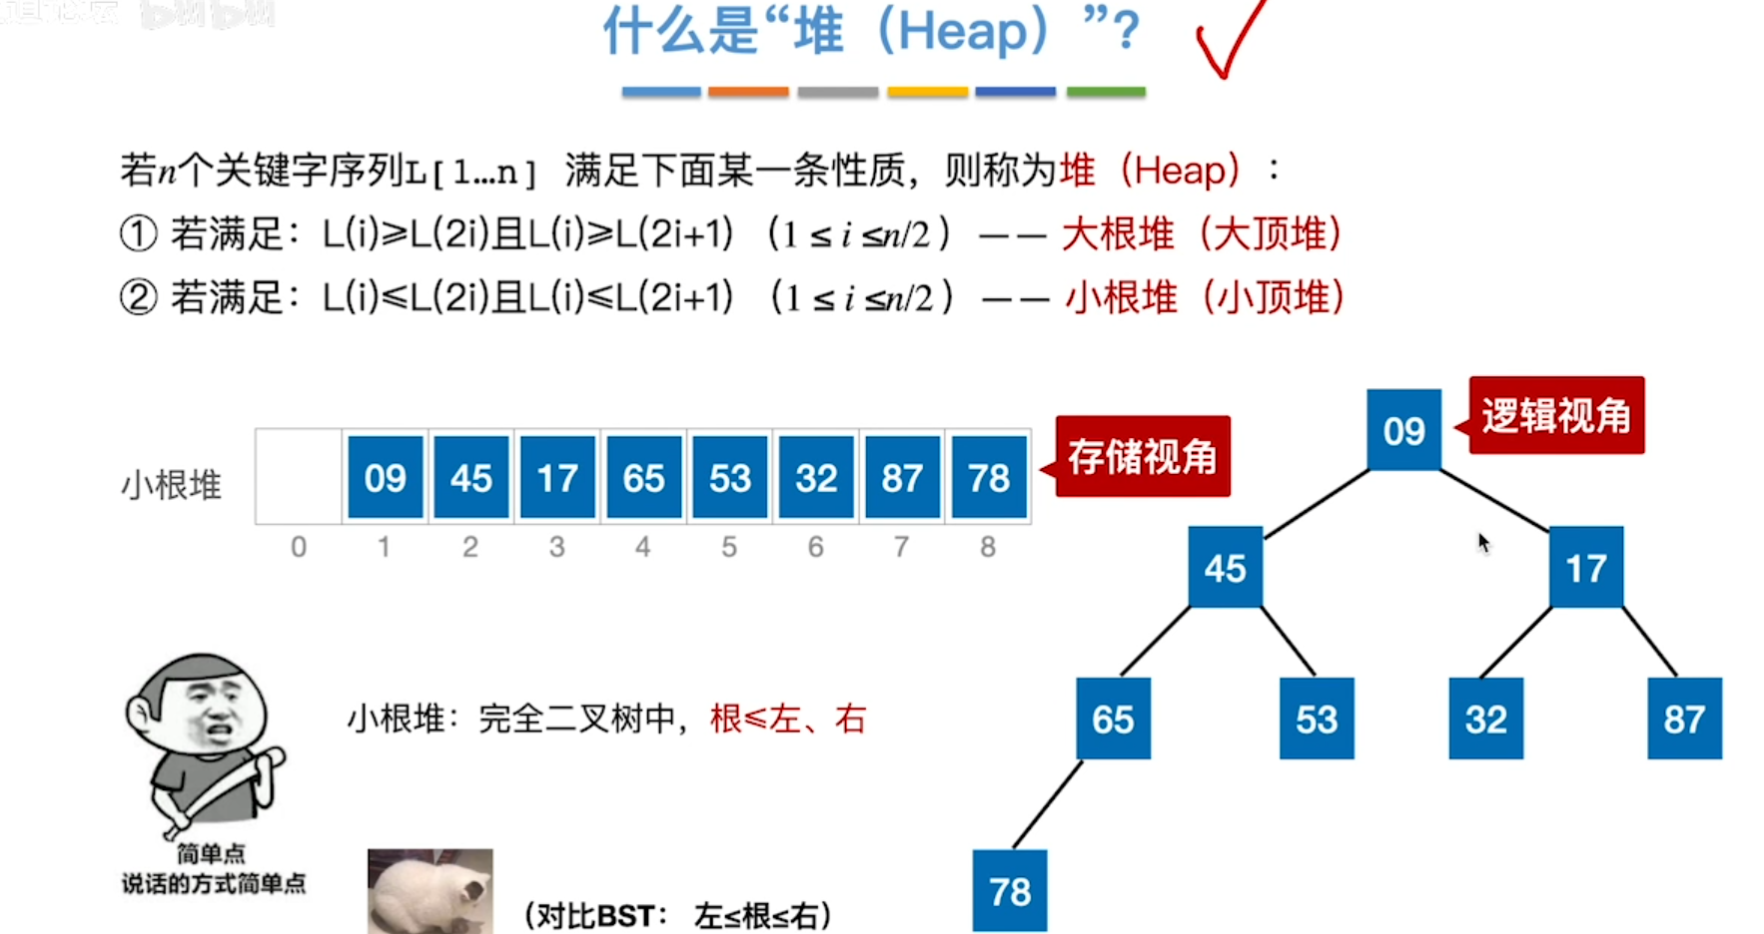 什么是“堆（Heap）”?
若n个关键字序列L[1…n] 满足下面某一条性质，则称为堆（Heap）：
① 若满足：L(i)≥L(2i)且L(i)≥L(2i+1)（1 ≤ i ≤n/2 ） —— 大根堆（大顶堆）
② 若满足：L(i)≤L(2i)且L(i)≤L(2i+1)（1 ≤ i ≤n/2 ） —— 小根堆（小顶堆）
小根堆
09 45 17 65 53 32 87 78
0 1 2 3 4 5 6 7 8
存储视角
逻辑视角
09
45 17
65 53 32 87
78
小根堆：完全二叉树中，根≤左、右
简单点
说话的方式简单点
（对比BST： 左≤根≤右）